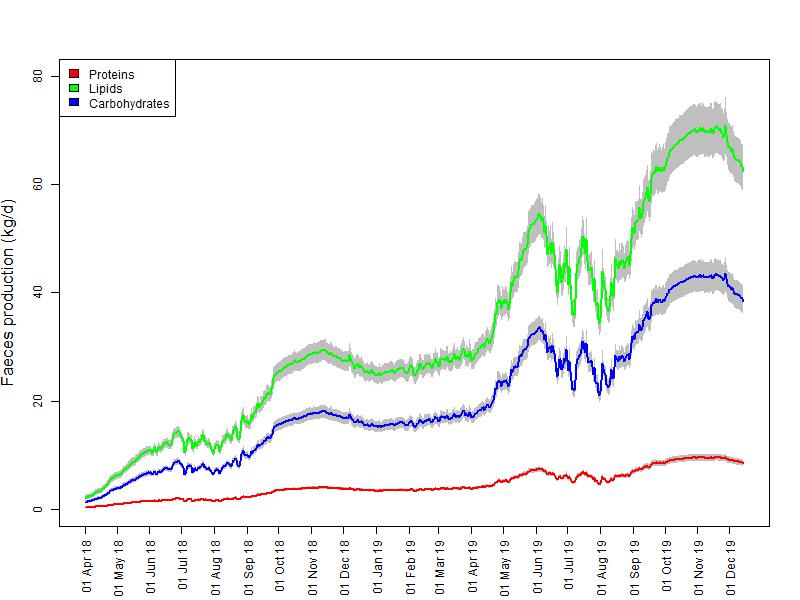 Proteins
Lipids
Carbohydrates
Faeces production (kg/d)
80
60
40
20
0
01 Apr 18
01 May 18
01 Jun 18
01 Jul 18
01 Aug 18
01 Sep 18
01 Oct 18
01 Nov 18
01 Dec 18
01 Jan 19
01 Feb 19
01 Mar 19
01 Apr 19
01 May 19
01 Jun 19
01 Jul 19
01 Aug 19
01 Sep 19
01 Oct 19
01 Nov 19
01 Dec 19